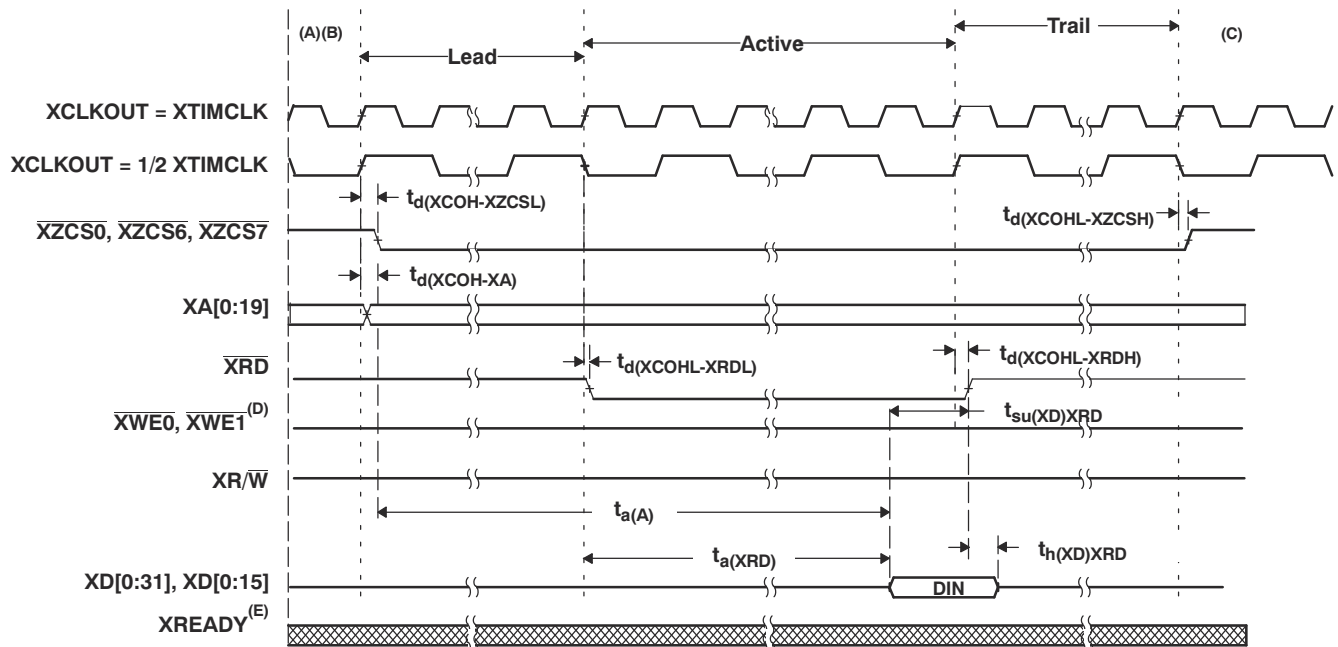 (A)(B)
Lead
Active
Trail
(C)
XCLKOUT = XTIMCLK
XCLKOUT = 1/2 XTIMCLK
td(XCOH-XZCSL)
td(XCOHL-XZCSH)
XZCS0, XZCS6, XZCS7
td(XCOH-XA)
XA[0:19]
XRD
td(XCOHL-XRDL)
td(XCOHL-XRDH)
XWE0, XWE1(D)
tsu(XD)XRD
XR/W
ta(A)
ta(XRD)
th(XD)XRD
XD[0:31], XD[0:15]
DIN
XREADY(E)